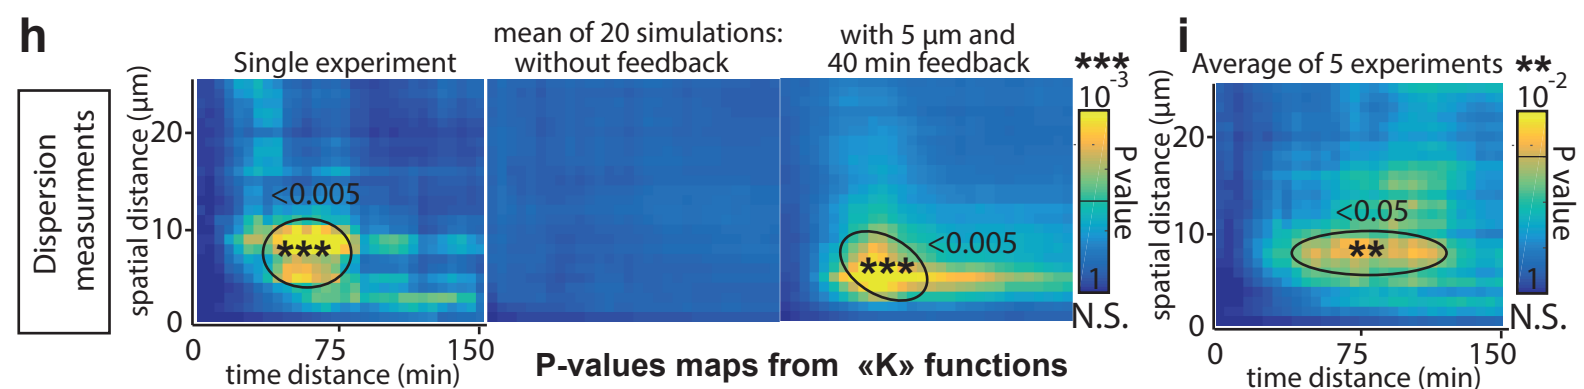 h
Dispersion
measurments
Single experiment
mean of 20 simulations:
without feedback
with 5 µm and
40 min feedback
spatial distance (µm)
20
10
0
0
75
150
time distance (min)
<0.005
***
<0.005
***
***
10-3
P value
1
N.S.
P-values maps from «K» functions
i
Average of 5 experiments
**
10-2
spatial distance (µm)
20
10
0
0
75
150
time distance (min)
<0.05
**
P value
1
N.S.